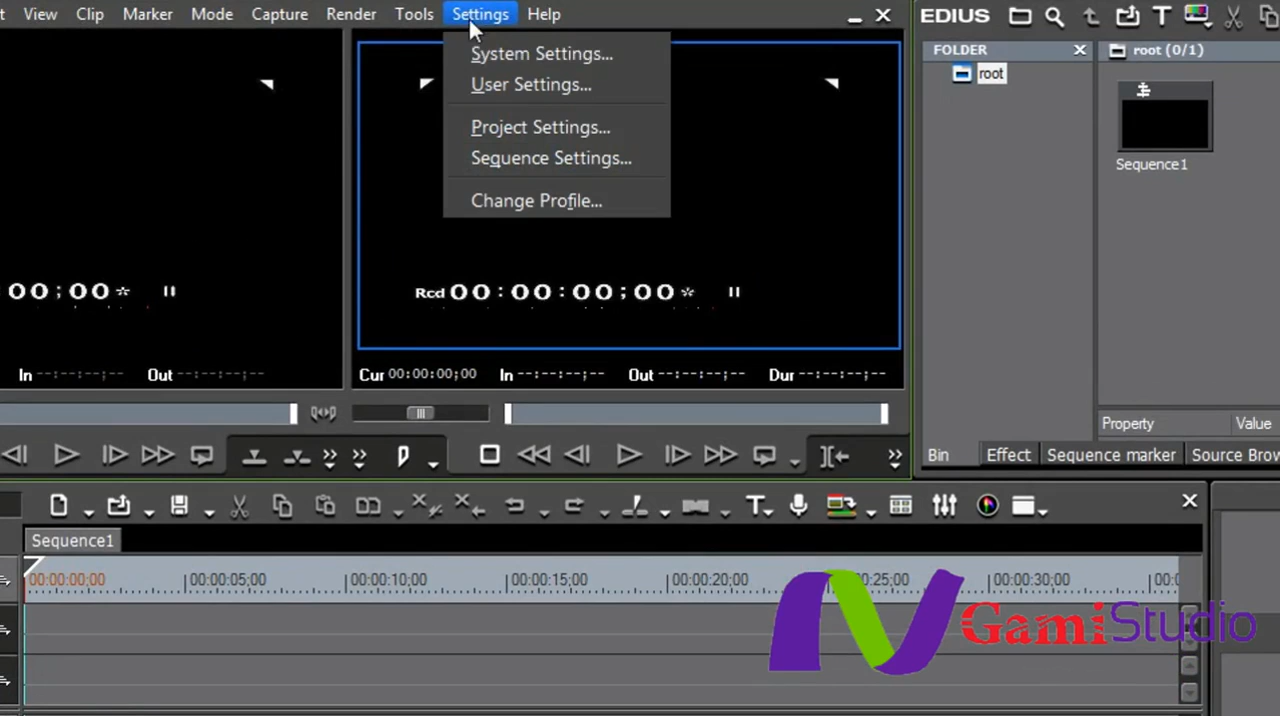 View Clip Marker Mode Capture Render Tools Settings Help
EDIUS
System Settings...
User Settings...
Project Settings...
Sequence Settings...
Change Profile...
FOLDER
root
root (0/1)
Sequence1
00;00* II
Rcd 00:00:00;00* II
In --:--:--;-- Out --:--:--;--
Cur 00:00:00;00 In --:--:--;-- Out --:--:--;-- Dur --:--:--;--
Property Value
Bin Effect Sequence marker Source Brow
Sequence1
00:00:00;00 00:00:05;00 00:00:10;00 00:00:15;00 00:00:20;00 25;00 00:00:30;00
GamiStudio